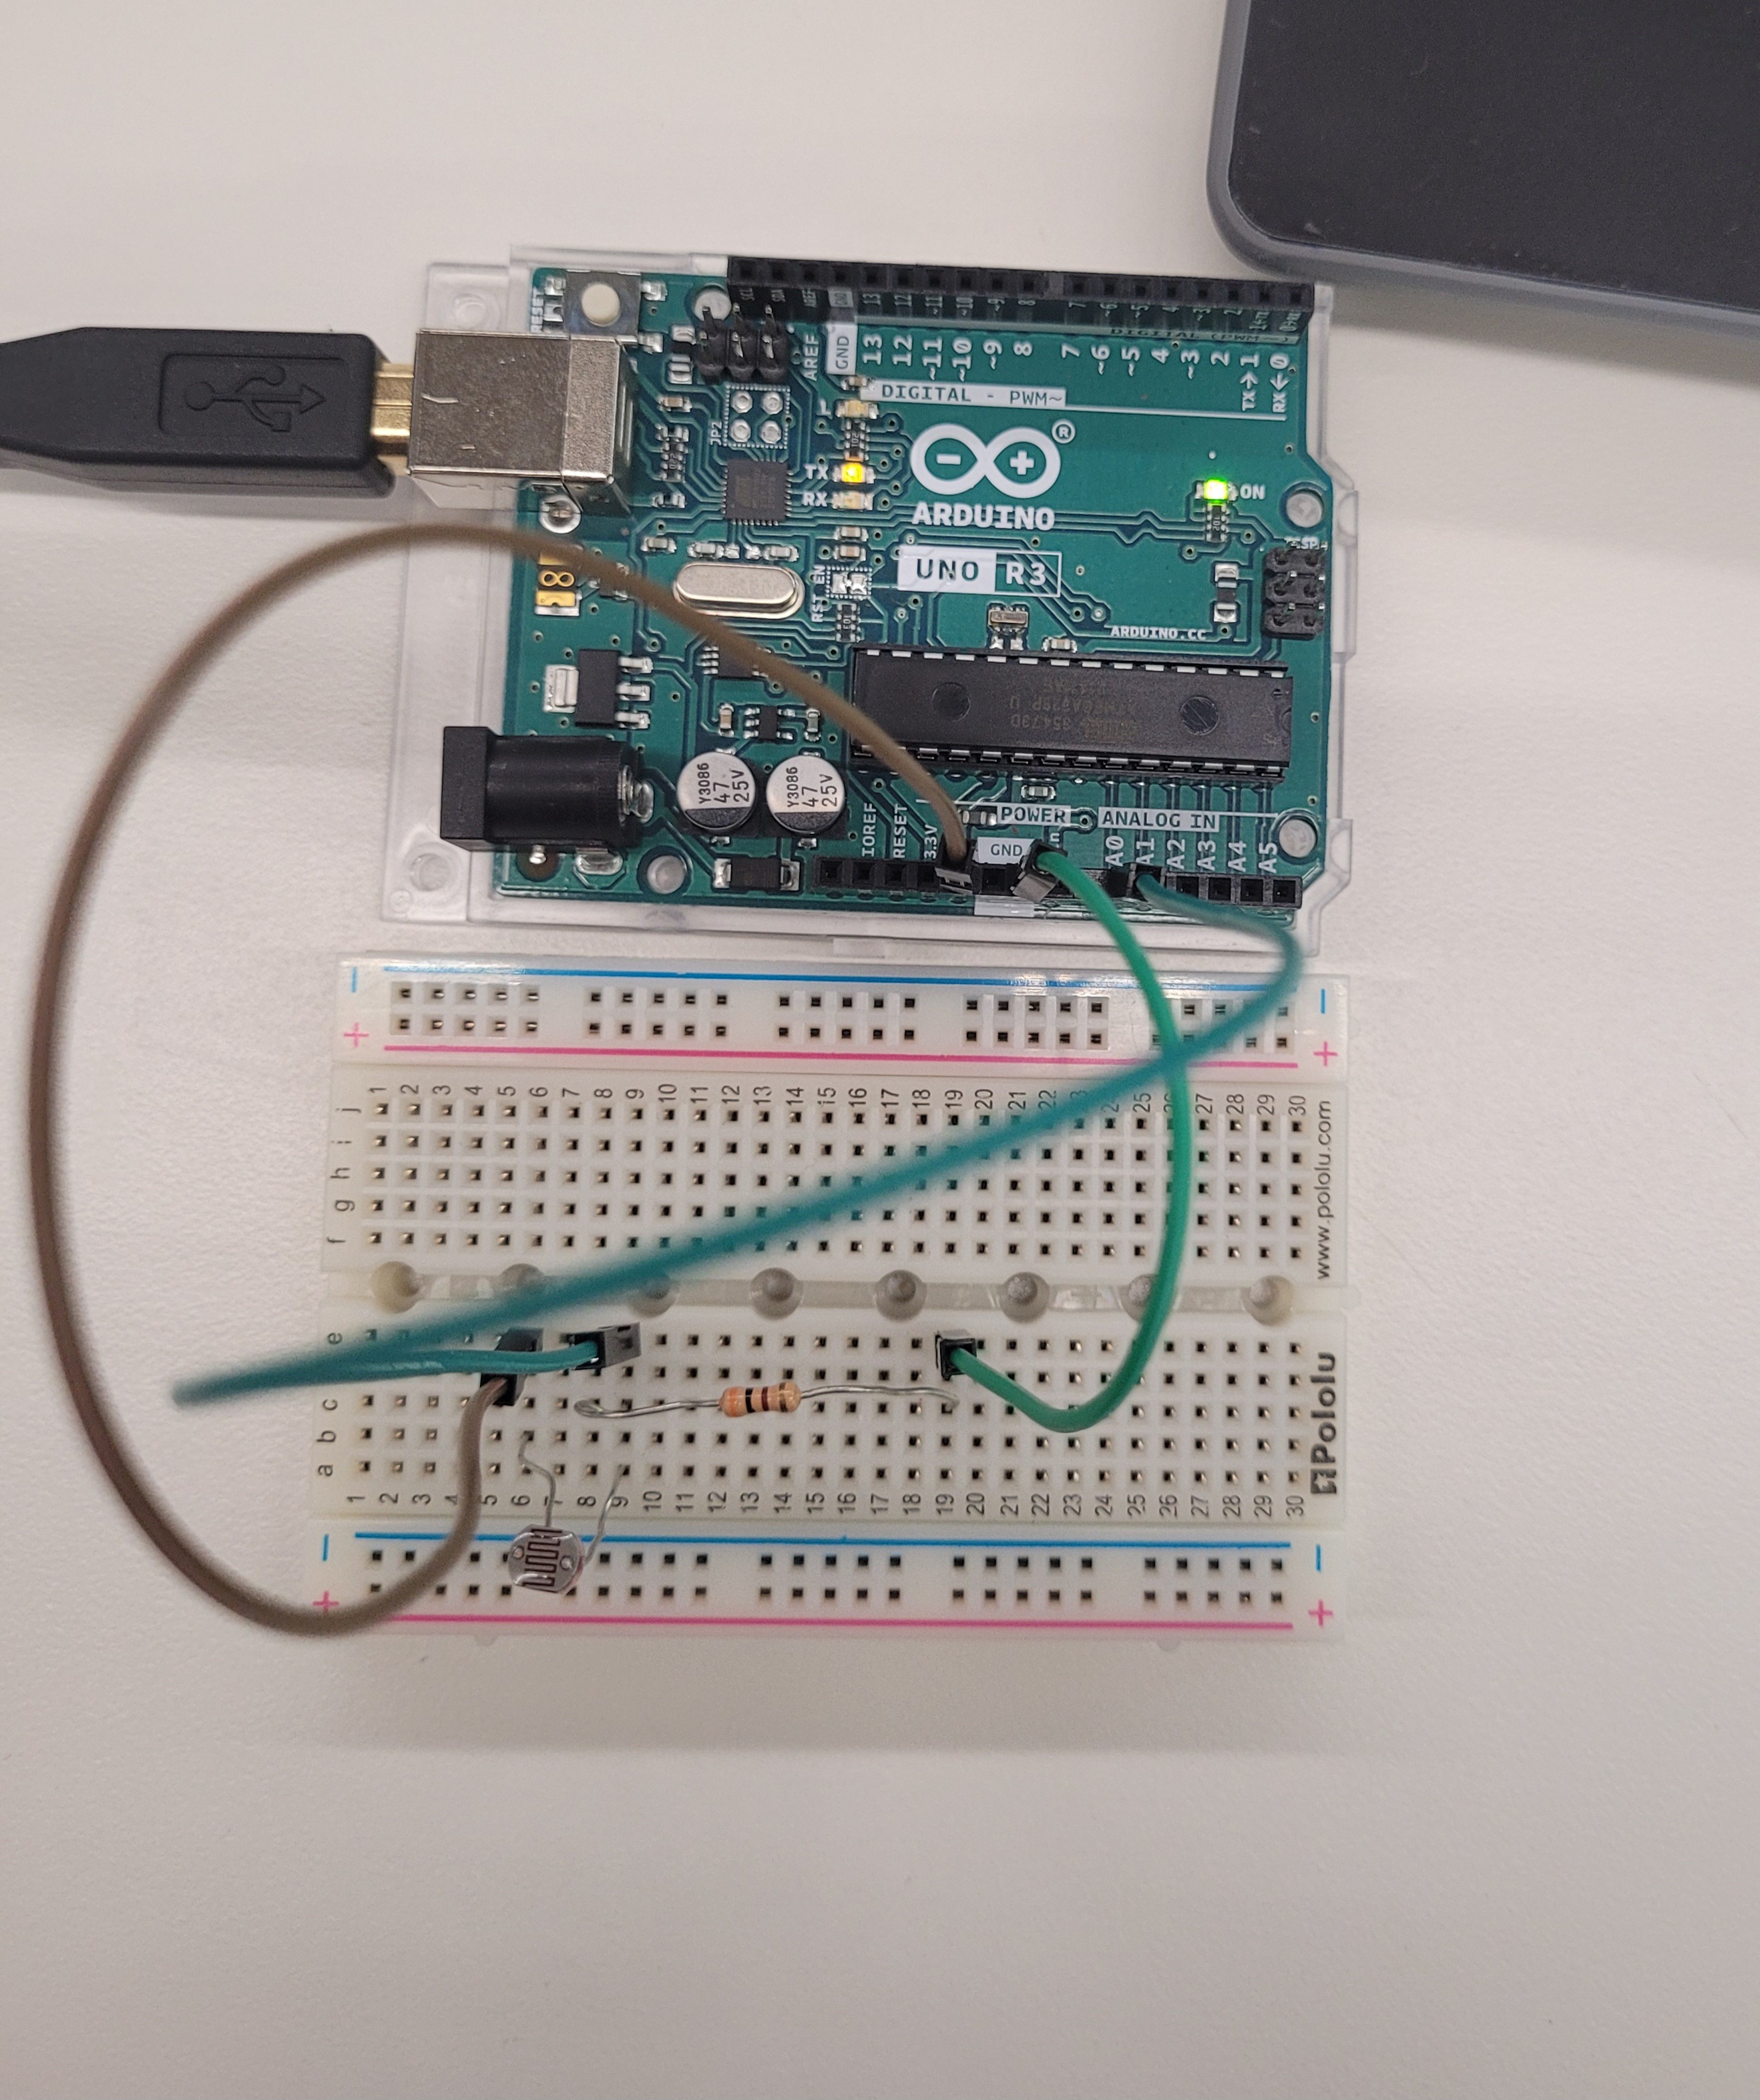 RESET
AREF
GND
13
12
~11
~10
~9
8
7
~6
~5
4
~3
2
TX→1
RX←0
DIGITAL - PWM~
JP2
L
TX
RX
ON
®
ARDUINO
UNO R3
RST EN
ARDUINO.CC
Y3086
47
25V
Y3086
47
25V
IOREF
RESET
3.3V
POWER
ANALOG IN
GND
A0
A1
A2
A3
A4
A5
− −
+ +
1 2 3 4 5 6 7 8 9 10 11 12 13 14 15 16 17 18 19 20 21 22 25 27 28 29 30
j
i
h
g
f
www.pololu.com
e
c
b
a
Pololu
1 2 3 4 5 6 7 8 9 10 11 12 13 14 15 16 17 18 19 20 21 22 23 24 25 26 27 28 29 30
− −
+ +